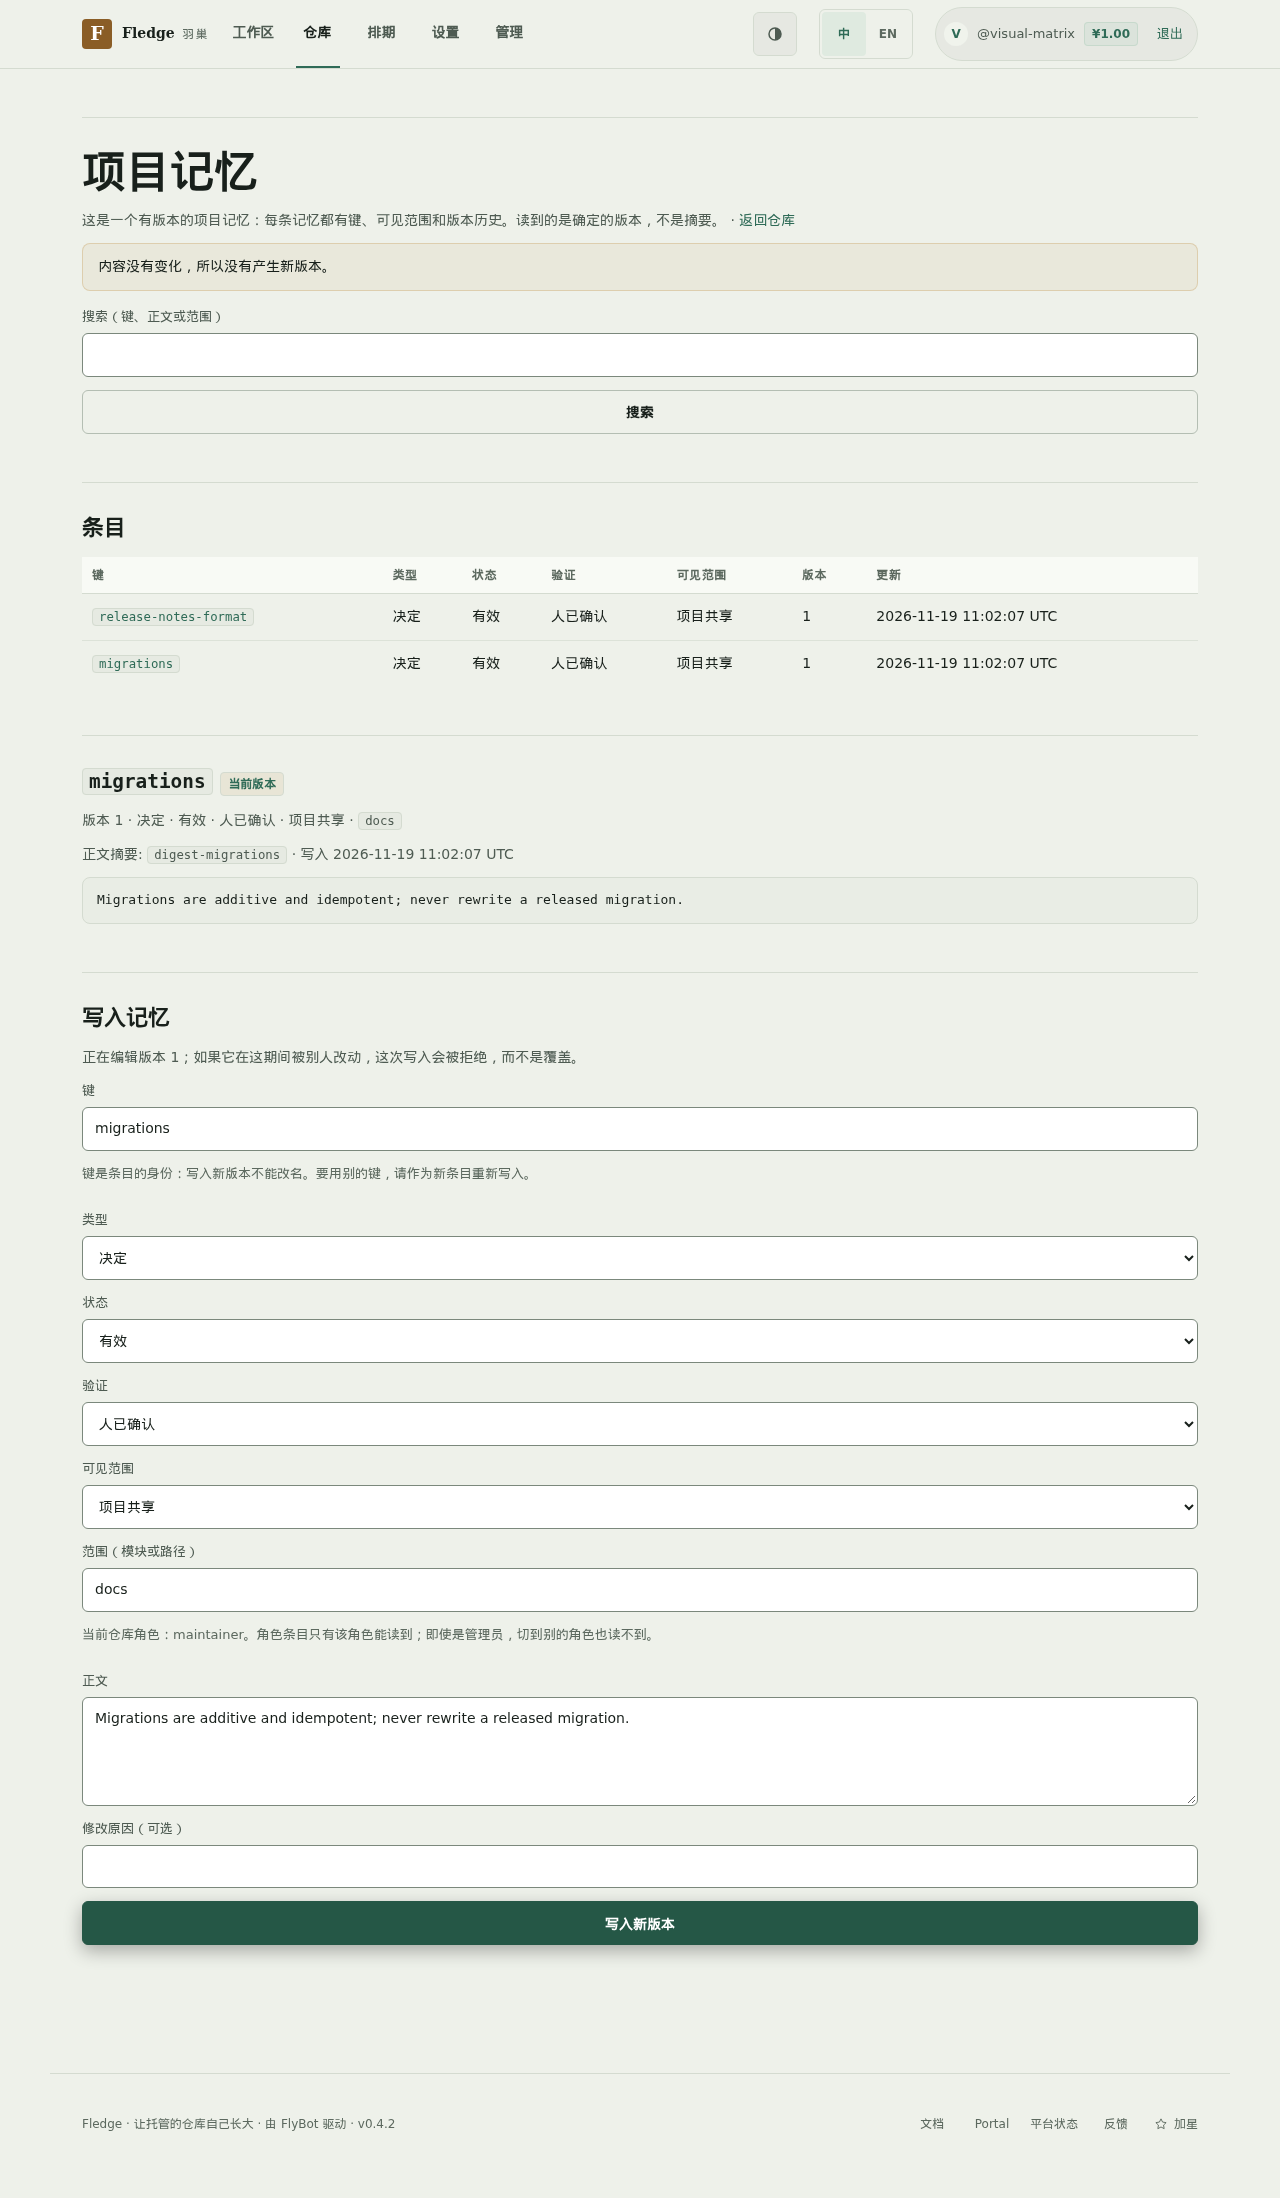 F Fledge 羽巢 工作区 仓库 排期 设置 管理 中 EN V @visual-matrix ¥1.00 退出
项目记忆
这是一个有版本的项目记忆：每条记忆都有键、可见范围和版本历史。读到的是确定的版本，不是摘要。 · 返回仓库
内容没有变化，所以没有产生新版本。
搜索（键、正文或范围）
搜索
条目
键 类型 状态 验证 可见范围 版本 更新
release-notes-format 决定 有效 人已确认 项目共享 1 2026-11-19 11:02:07 UTC
migrations 决定 有效 人已确认 项目共享 1 2026-11-19 11:02:07 UTC
migrations 当前版本
版本 1 · 决定 · 有效 · 人已确认 · 项目共享 · docs
正文摘要: digest-migrations · 写入 2026-11-19 11:02:07 UTC
Migrations are additive and idempotent; never rewrite a released migration.
写入记忆
正在编辑版本 1；如果它在这期间被别人改动，这次写入会被拒绝，而不是覆盖。
键
migrations
键是条目的身份：写入新版本不能改名。要用别的键，请作为新条目重新写入。
类型
决定
状态
有效
验证
人已确认
可见范围
项目共享
范围（模块或路径）
docs
当前仓库角色：maintainer。角色条目只有该角色能读到；即使是管理员，切到别的角色也读不到。
正文
Migrations are additive and idempotent; never rewrite a released migration.
修改原因（可选）
写入新版本
Fledge · 让托管的仓库自己长大 · 由 FlyBot 驱动 · v0.4.2 文档 Portal 平台状态 反馈 加星